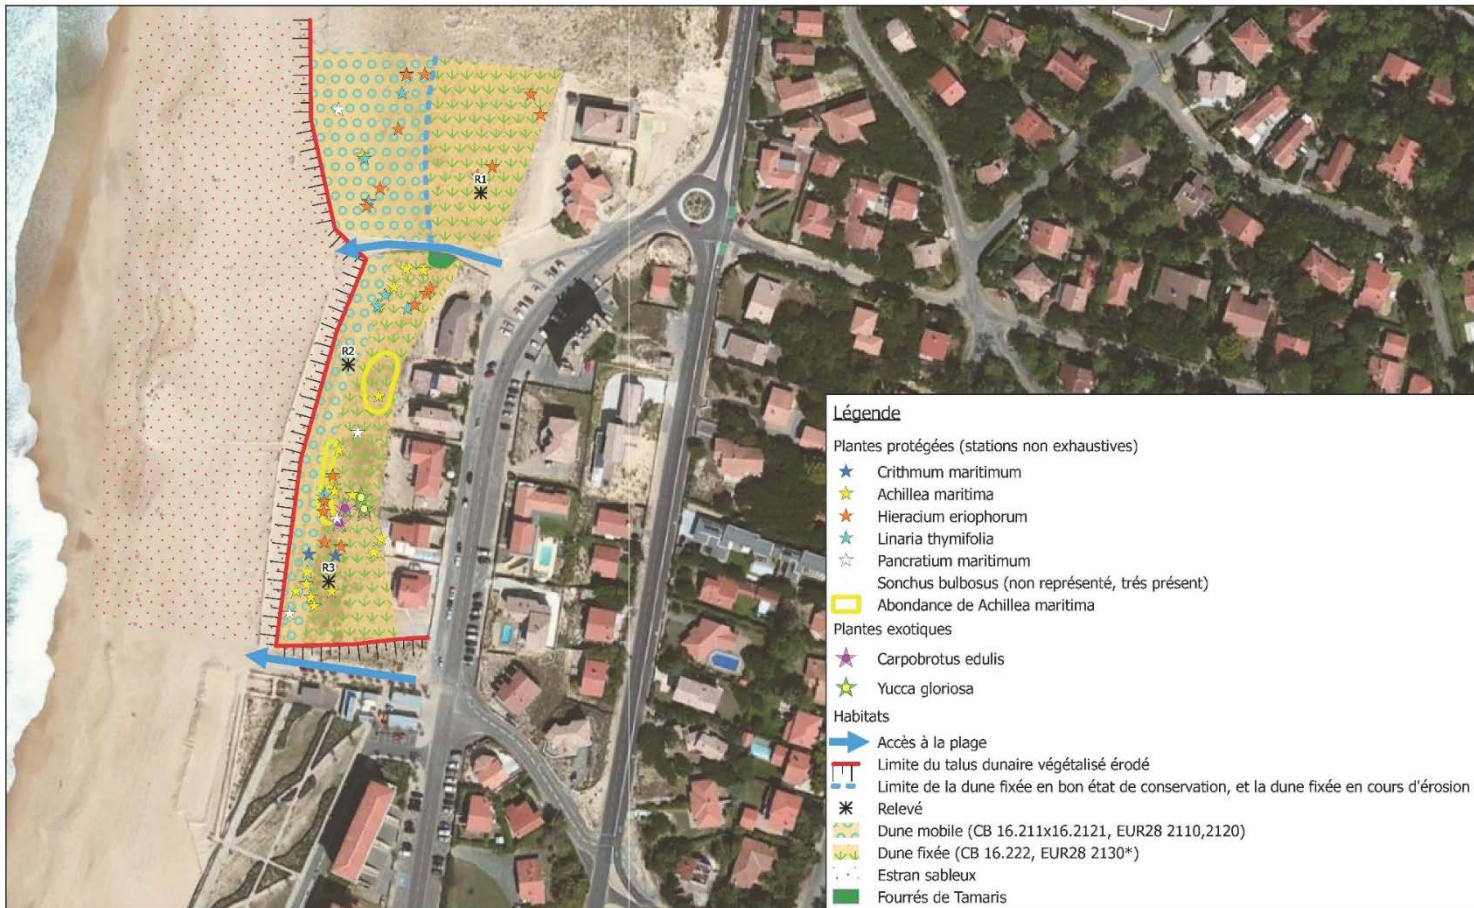 R1
R2
R3
Légende
Plantes protégées (stations non exhaustives)
Crithmum maritimum
Achillea maritima
Hieracium eriophorum
Linaria thymifolia
Pancratium maritimum
Sonchus bulbosus (non représenté, trés présent)
Abondance de Achillea maritima
Plantes exotiques
Carpobrotus edulis
Yucca gloriosa
Habitats
Accès à la plage
Limite du talus dunaire végétalisé érodé
Limite de la dune fixée en bon état de conservation, et la dune fixée en cours d'érosion
Relevé
Dune mobile (CB 16.211x16.2121, EUR28 2110,2120)
Dune fixée (CB 16.222, EUR28 2130*)
Estran sableux
Fourrés de Tamaris